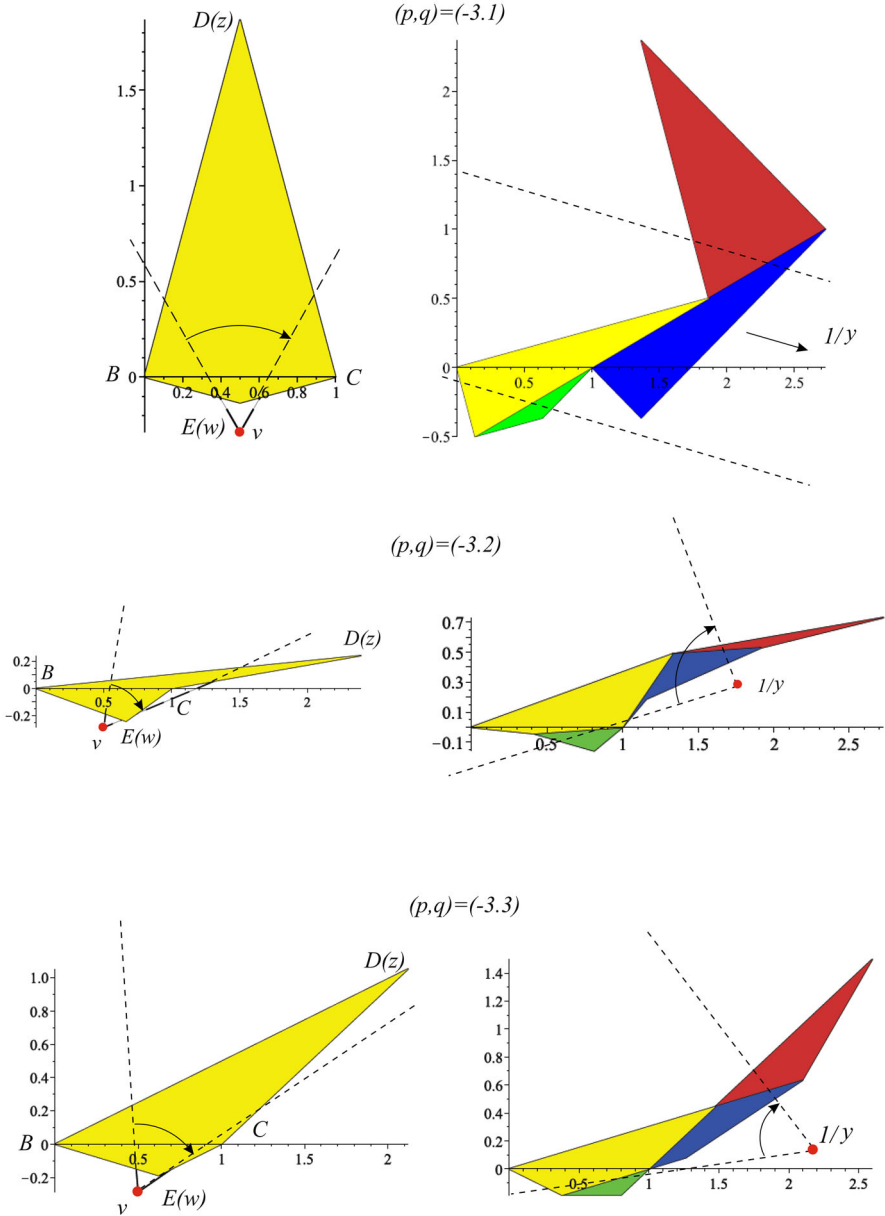 D(z)
(p,q)=(-3.1)
1.5
1
0.5
0
B
0.2 0.4 0.6 0.8 1
C
E(w)
v
2
1.5
1
0.5
0
0.5 1 1.5 2 2.5
-0.5
1/y
(p,q)=(-3.2)
D(z)
0.2
B
0
0.5 1.5 2
C
-0.2
v
E(w)
0.7
0.5
0.3
0.1
-0.1
0.5 1 1.5 2 2.5
1/y
(p,q)=(-3.3)
D(z)
1.0
0.8
0.6
0.4
0.2
B
0
0.5 1 1.5 2
C
-0.2
v
E(w)
1.4
1.2
1
0.8
0.6
0.4
0.2
0
0.5 1 1.5 2 2.5
1/y